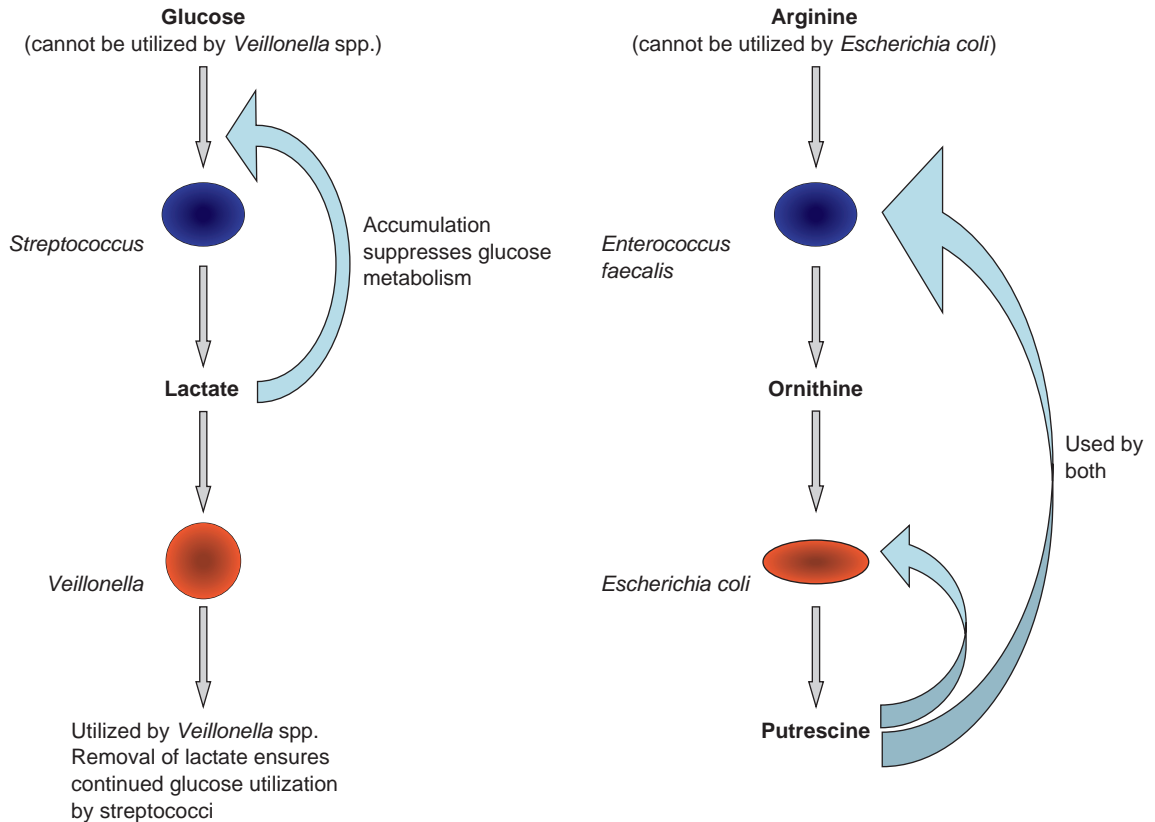 Glucose
(cannot be utilized by Veillonella spp.)
Streptococcus
Accumulation
suppresses glucose
metabolism
Lactate
Veillonella
Utilized by Veillonella spp.
Removal of lactate ensures
continued glucose utilization
by streptococci
Arginine
(cannot be utilized by Escherichia coli)
Enterococcus
faecalis
Ornithine
Used by
both
Escherichia coli
Putrescine